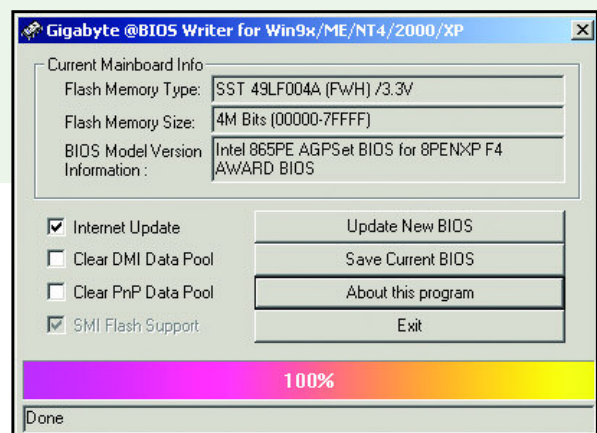 Gigabyte @BIOS Writer for Win9x/ME/NT4/2000/XP
Current Mainboard Info
Flash Memory Type: SST 49LF004A (FWH) /3.3V
Flash Memory Size: 4M Bits (00000-7FFFF)
BIOS Model Version Information : Intel 865PE AGPSet BIOS for 8PENXP F4
AWARD BIOS
Internet Update
Update New BIOS
Clear DMI Data Pool
Save Current BIOS
Clear PnP Data Pool
About this program
SMI Flash Support
Exit
100%
Done